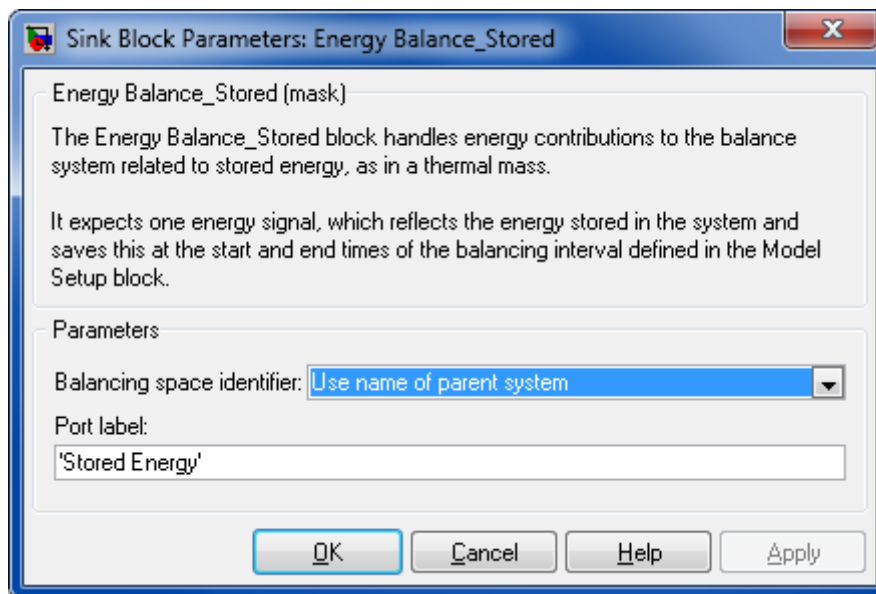 Sink Block Parameters: Energy Balance_Stored
Energy Balance_Stored (mask)
The Energy Balance_Stored block handles energy contributions to the balance
system related to stored energy, as in a thermal mass.
It expects one energy signal, which reflects the energy stored in the system and
saves this at the start and end times of the balancing interval defined in the Model
Setup block.
Parameters
Balancing space identifier: Use name of parent system
Port label:
'Stored Energy'
OK Cancel Help Apply